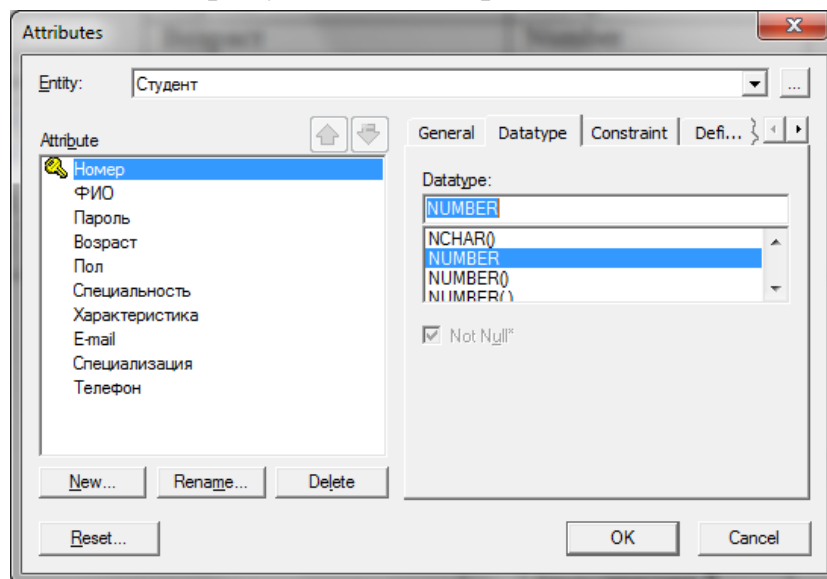 Attributes
Entity:
Студент
...
Attribute
Номер
ФИО
Пароль
Возраст
Пол
Специальность
Характеристика
E-mail
Специализация
Телефон
New...
Rename...
Delete
Reset...
General
Datatype
Constraint
Defi...
Datatype:
NUMBER
NCHAR()
NUMBER
NUMBER()
NUMBER(,)
Not Null*
OK
Cancel